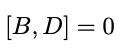 [B, D] = 0